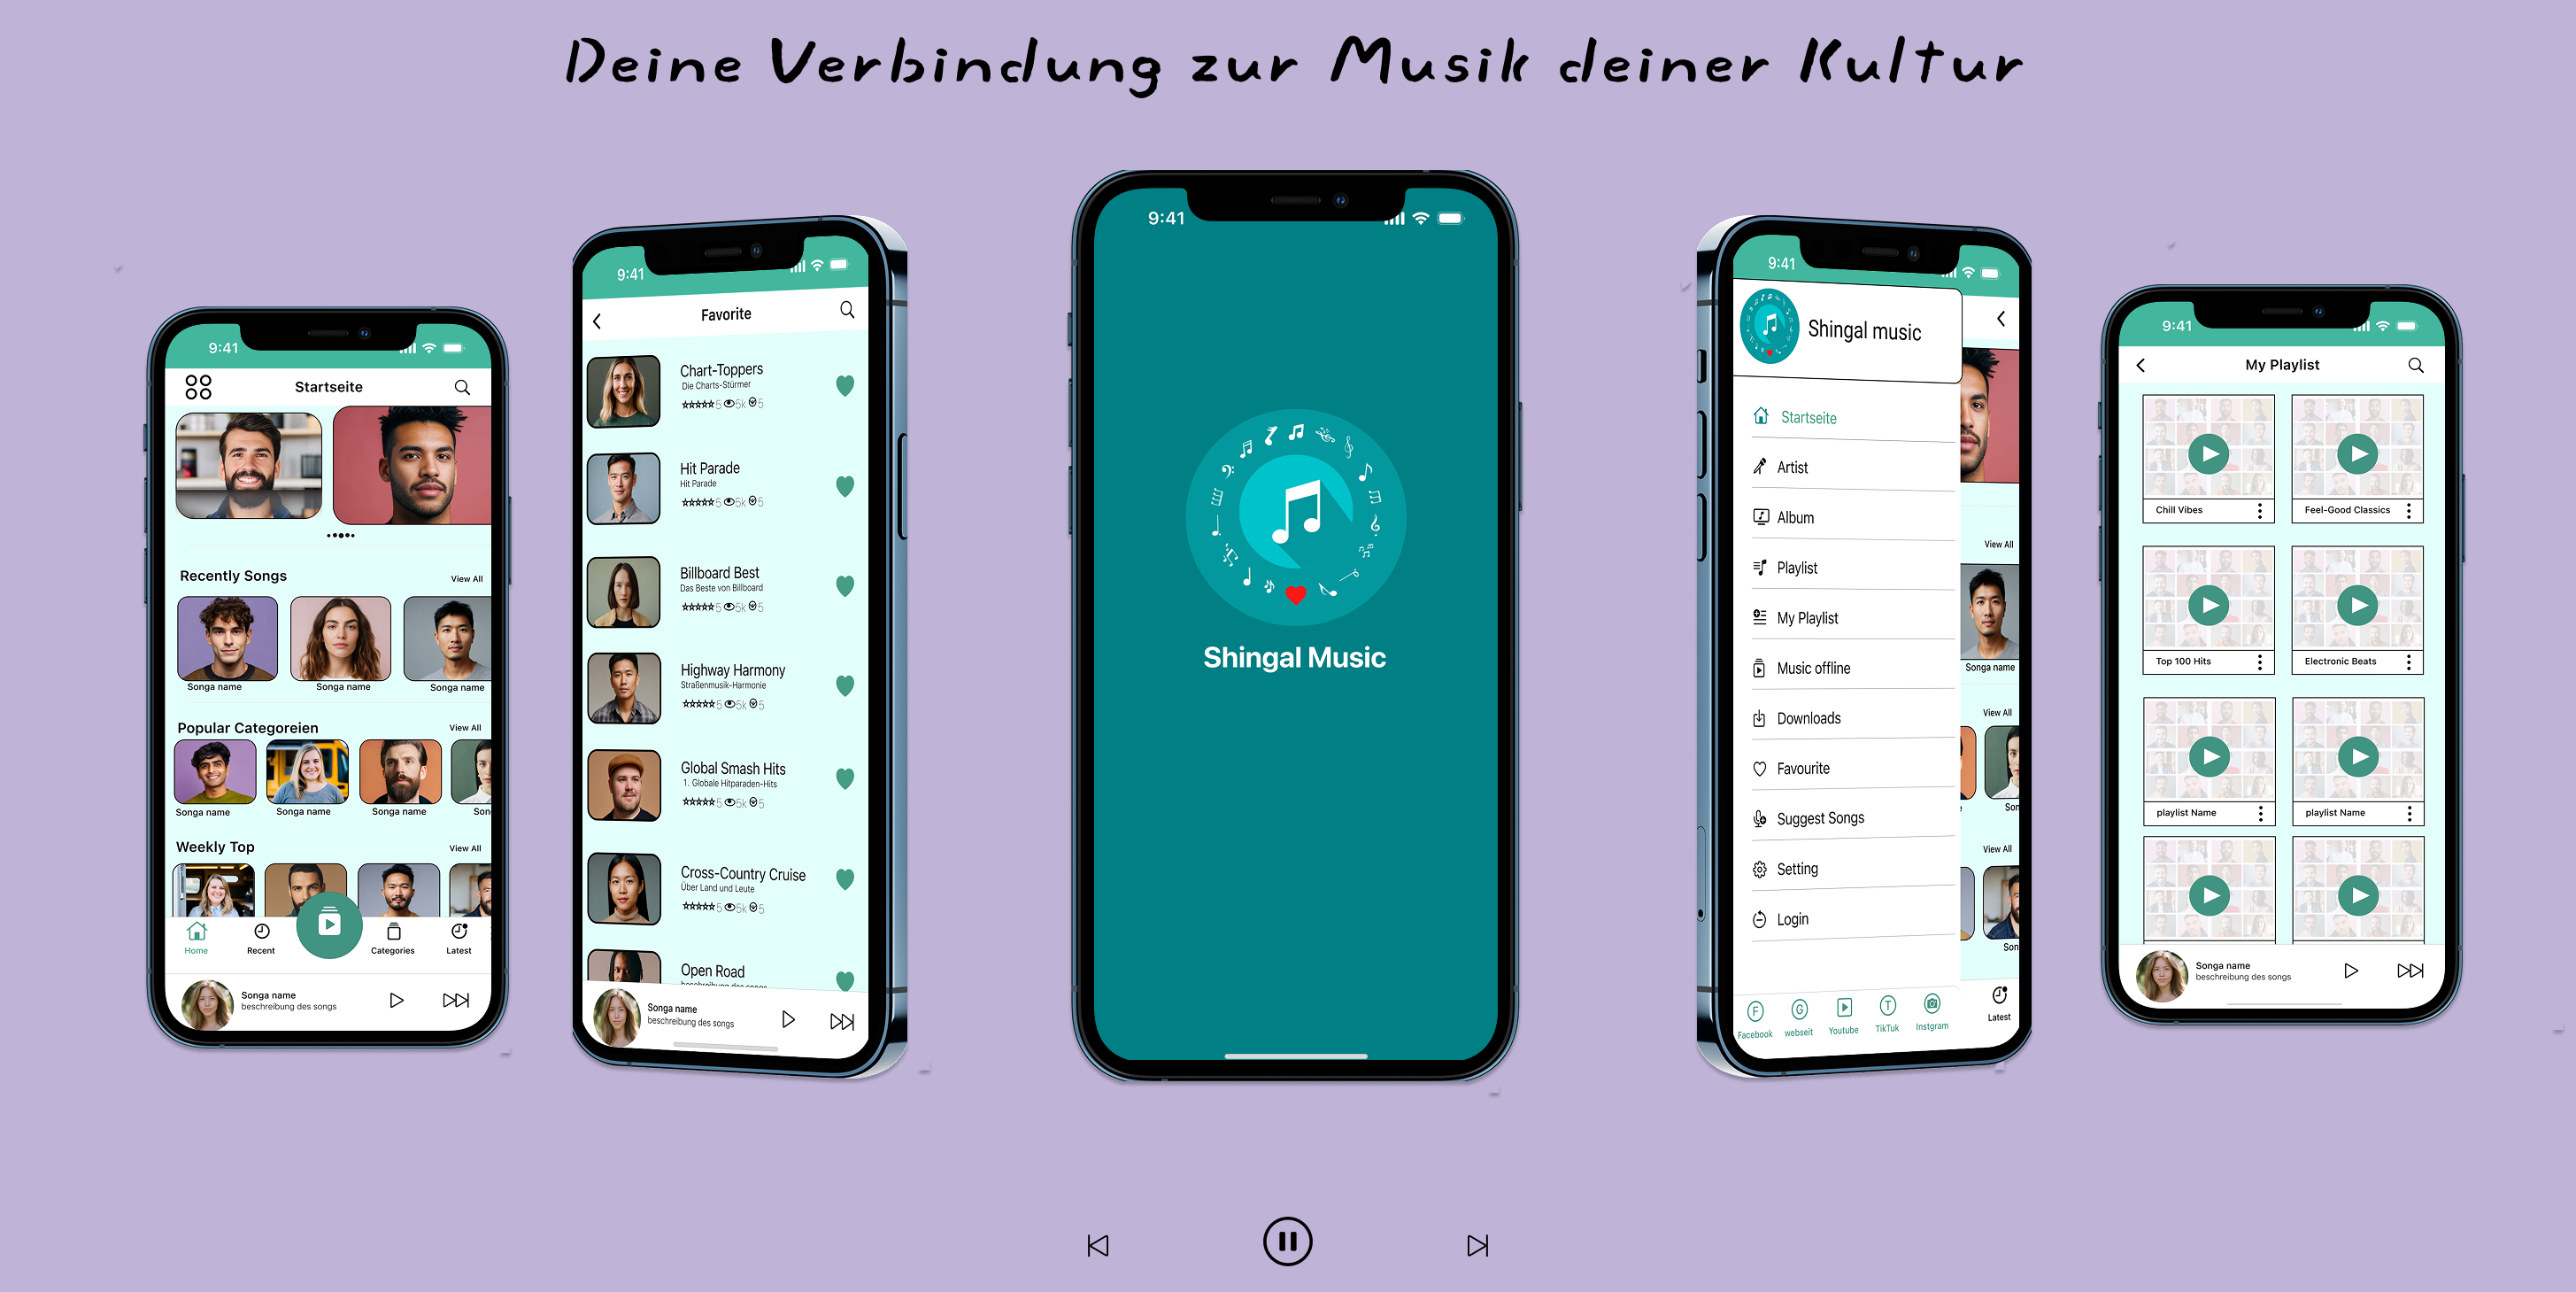 Deine Verbindung zur Musik deiner Kultur
9:41
Startseite
Recently Songs
View All
Songa name
Songa name
Songa name
Popular Categoreien
View All
Songa name
Songa name
Songa name
Son
Weekly Top
View All
Home
Recent
Categories
Latest
Songa name
beschreibung des songs
9:41
Favorite
Chart-Toppers
Die Charts-Stürmer
5 5k 5
Hit Parade
Hit Parade
5 5k 5
Billboard Best
Das Beste von Billboard
5 5k 5
Highway Harmony
Straßenmusik-Harmonie
5 5k 5
Global Smash Hits
1. Globale Hitparaden-Hits
5 5k 5
Cross-Country Cruise
Über Land und Leute
5 5k 5
Open Road
beschreibung des songs
Songa name
beschreibung des songs
9:41
Shingal Music
9:41
Shingal music
Startseite
Artist
Album
Playlist
My Playlist
Music offline
Downloads
Favourite
Suggest Songs
Setting
Login
F
Facebook
G
webseit
Youtube
T
TikTuk
Instgram
View All
Songa name
View All
Son
View All
Son
Latest
9:41
My Playlist
Chill Vibes
Feel-Good Classics
Top 100 Hits
Electronic Beats
playlist Name
playlist Name
Songa name
beschreibung des songs